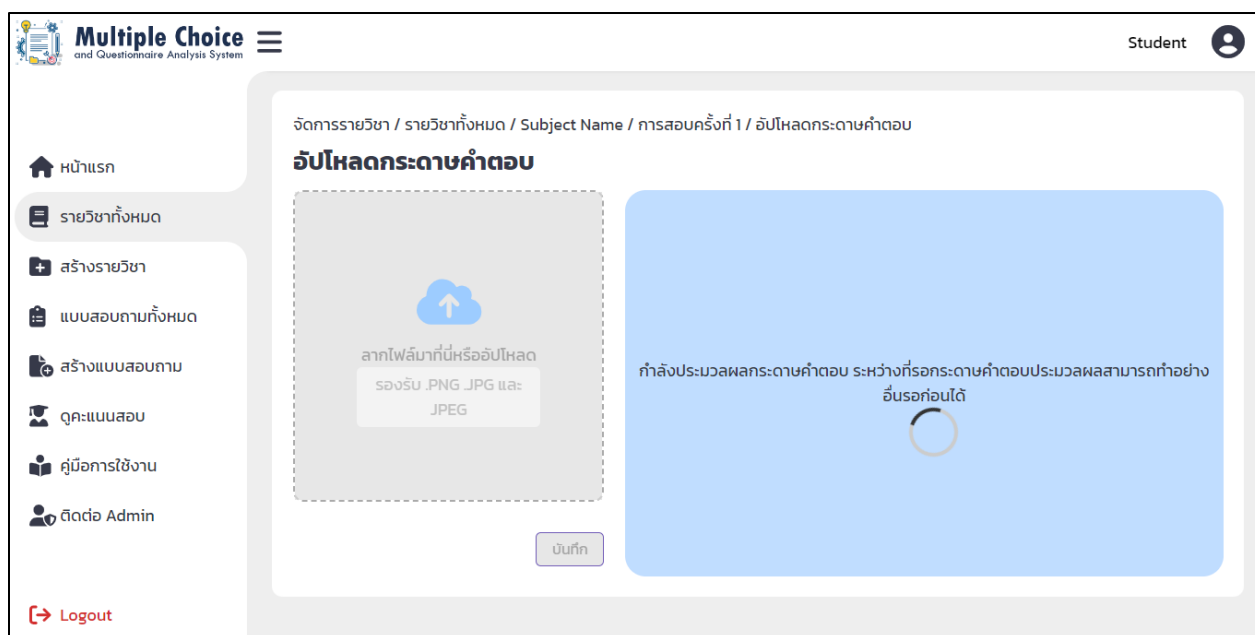 Multiple Choice
and Questionnaire Analysis System
Student
จัดการรายวิชา / รายวิชาทั้งหมด / Subject Name / การสอบครั้งที่ 1 / อัปโหลดกระดาษคำตอบ
อัปโหลดกระดาษคำตอบ
หน้าแรก
รายวิชาทั้งหมด
สร้างรายวิชา
แบบสอบถามทั้งหมด
สร้างแบบสอบถาม
ดูคะแนนสอบ
คู่มือการใช้งาน
ติดต่อ Admin
Logout
ลากไฟล์มาที่นี่หรืออัปโหลด
รองรับ .PNG .JPG และ
.JPEG
บันทึก
กำลังประมวลผลกระดาษคำตอบ ระหว่างที่รอกระดาษคำตอบประมวลผลสามารถทำอย่าง
อื่นรอก่อนได้